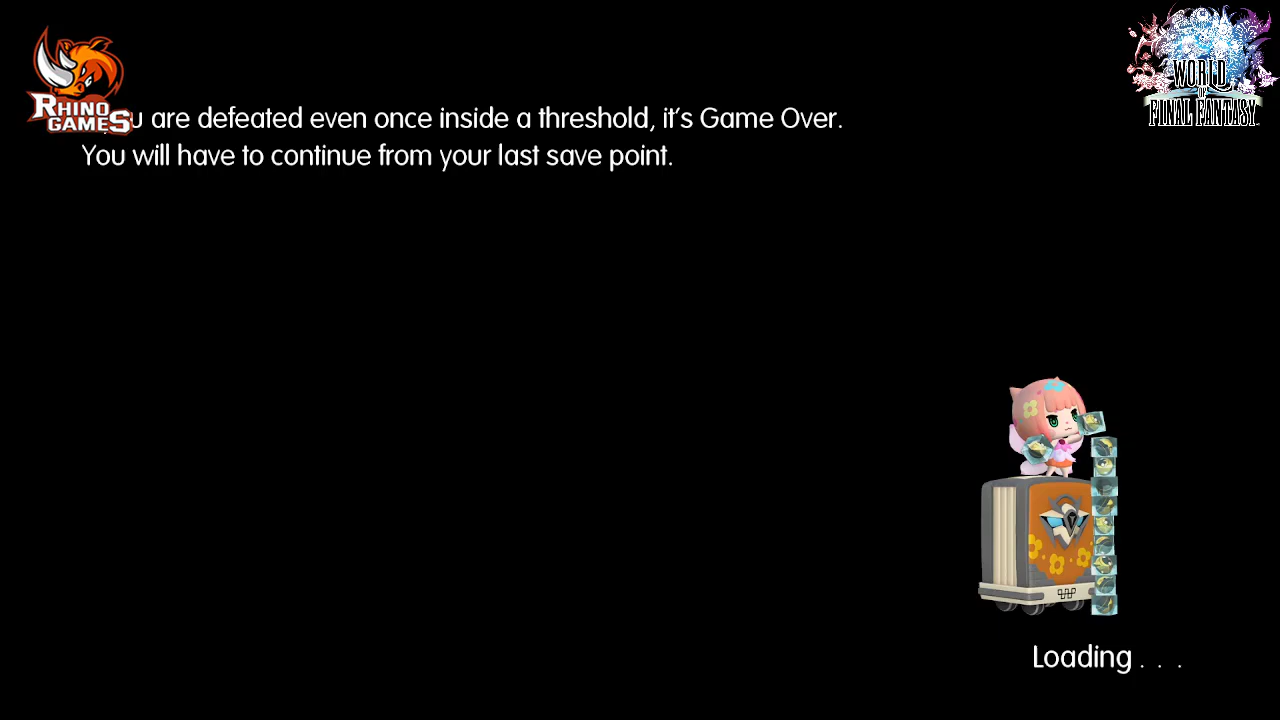 RHINO
GAMES
u are defeated even once inside a threshold, it's Game Over.
You will have to continue from your last save point.
WORLD
OF
FINAL FANTASY
Loading . . .